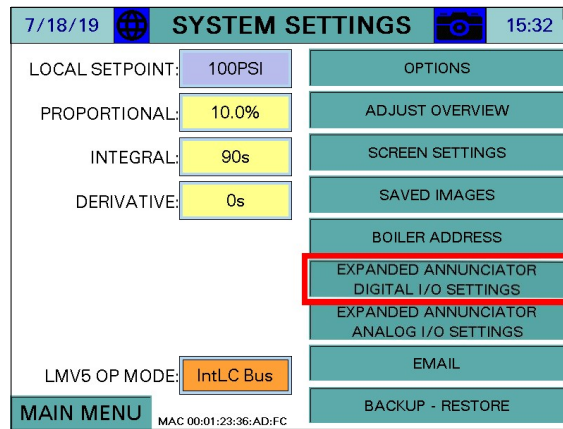 7/18/19 SYSTEM SETTINGS 15:32
LOCAL SETPOINT: 100PSI
PROPORTIONAL: 10.0%
INTEGRAL: 90s
DERIVATIVE: 0s
LMV5 OP MODE: IntLC Bus
OPTIONS
ADJUST OVERVIEW
SCREEN SETTINGS
SAVED IMAGES
BOILER ADDRESS
EXPANDED ANNUNCIATOR
DIGITAL I/O SETTINGS
EXPANDED ANNUNCIATOR
ANALOG I/O SETTINGS
EMAIL
BACKUP - RESTORE
MAIN MENU MAC 00:01:23:36:AD:FC